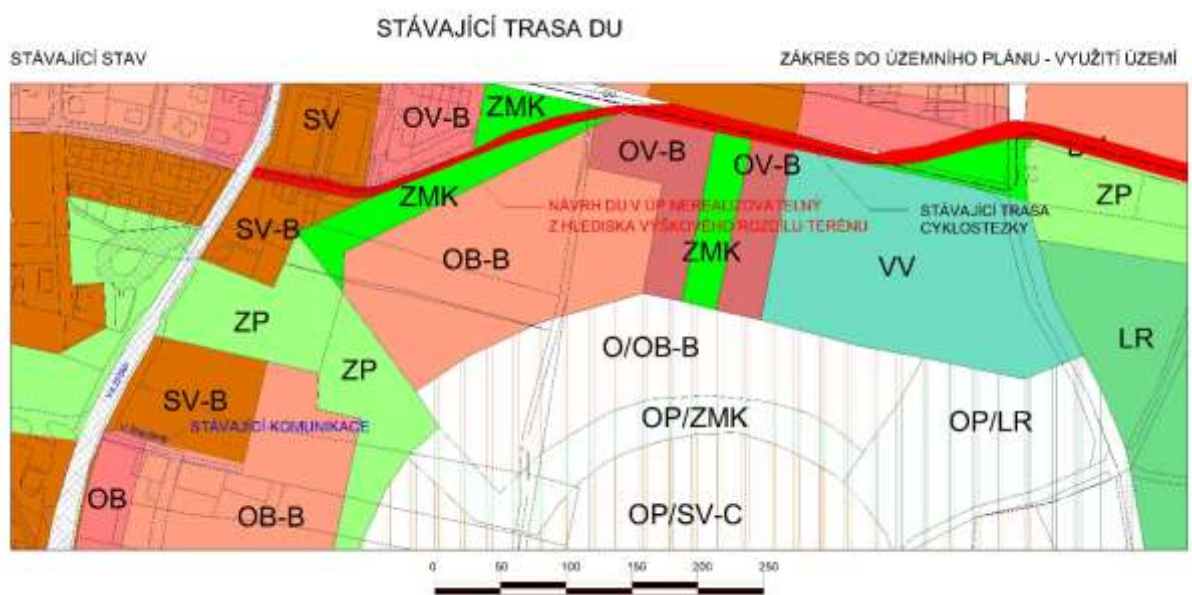 STÁVAJÍCÍ TRASA DU
STÁVAJÍCÍ STAV
ZÁKRES DO ÚZEMNÍHO PLÁNU - VYUŽITÍ ÚZEMÍ
SV
OV-B
ZMK
OV-B
OV-B
ZMK
ZP
NÁVRH DU V ÚP NEREALIZOVATELNÝ
Z HLEDISKA VÝŠKOVÉHO ROZDÍLU TERÉNU
STÁVAJÍCÍ TRASA
CYKLOSTEZKY
SV-B
OB-B
ZMK
VV
ZP
LR
ZP
O/OB-B
SV-B
STÁVAJÍCÍ KOMUNIKACE
OP/ZMK
OP/LR
OB
OB-B
OP/SV-C
0 50 100 150 200 250